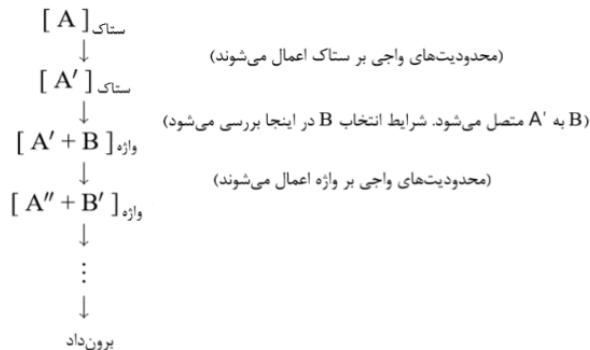 [ A ]ستاک
(محدودیت‌های واجی بر ستاک اعمال می‌شوند)
[ A′ ]ستاک
(B به A′ متصل می‌شود. شرایط انتخاب B در اینجا بررسی می‌شود)
[ A′ + B ]واژه
(محدودیت‌های واجی بر واژه اعمال می‌شوند)
[ A″ + B′ ]واژه
⋮
برون‌داد